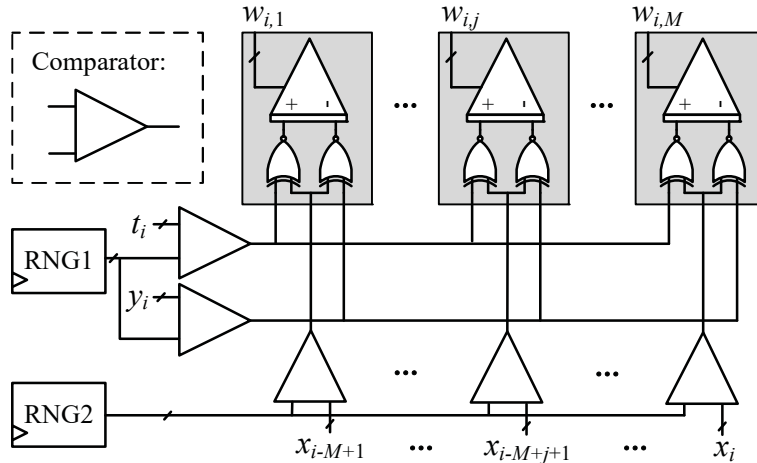 w_{i,1} w_{i,j} w_{i,M}
Comparator:
+ - ... + - ... + -
t_i
RNG1
y_i
... ...
RNG2
x_{i-M+1} ... x_{i-M+j+1} ... x_i